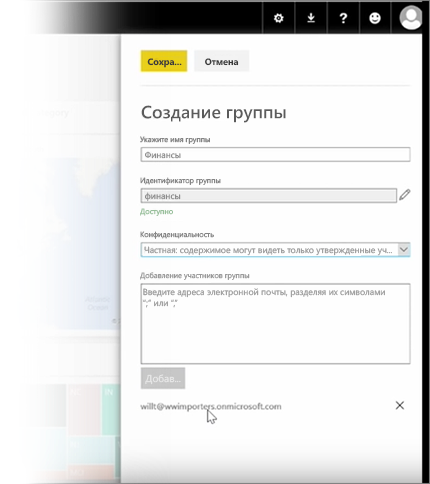 ?
Сохра...
Отмена
Создание группы
Укажите имя группы
Финансы
Идентификатор группы
финансы
Доступно
Конфиденциальность
Частная: содержимое могут видеть только утвержденные уч...
Добавление участников группы
Введите адреса электронной почты, разделяя их символами
";" или ","
Добав...
willt@wwimporters.onmicrosoft.com